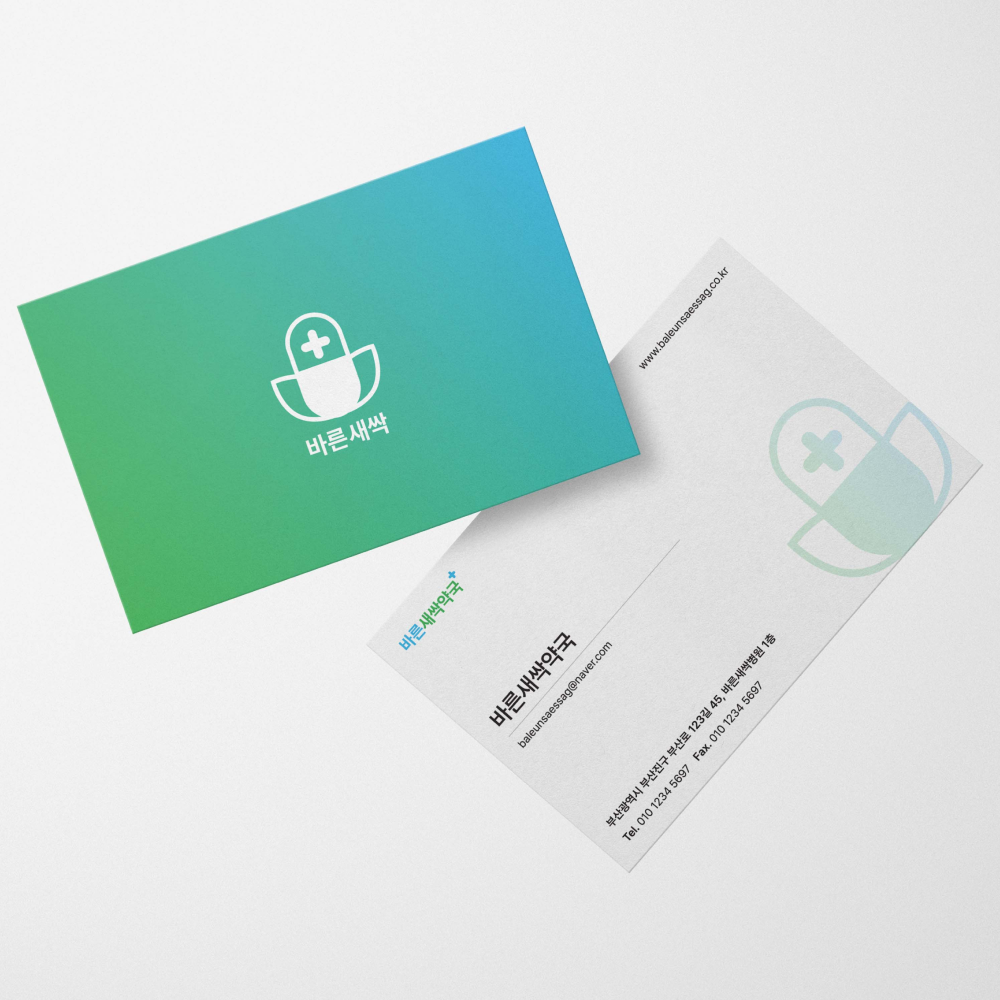 바른새싹
www.baleunsaessag.co.kr
바른새싹약국
바른새싹약국
baleunsaessag@naver.com
부산광역시 부산진구 부산로 123길 45, 바른새싹병원 1층
Tel. 010 1234 5697 Fax. 010 1234 5697